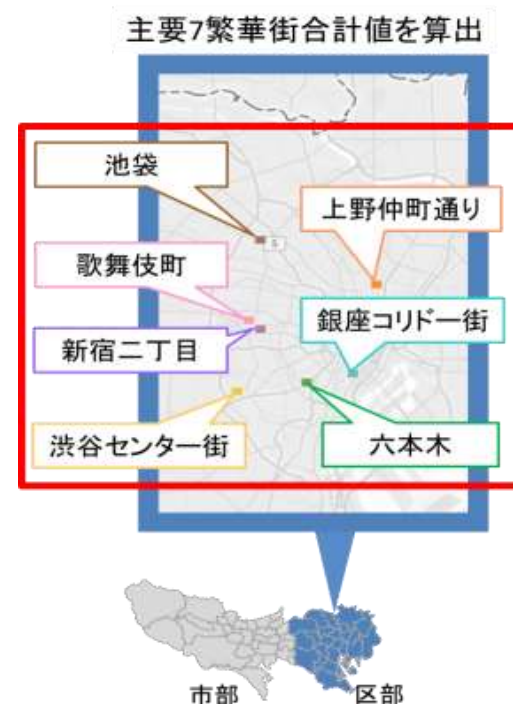 主要7繁華街合計値を算出
池袋
上野仲町通り
歌舞伎町
銀座コリドー街
新宿二丁目
渋谷センター街
六本木
市部
区部